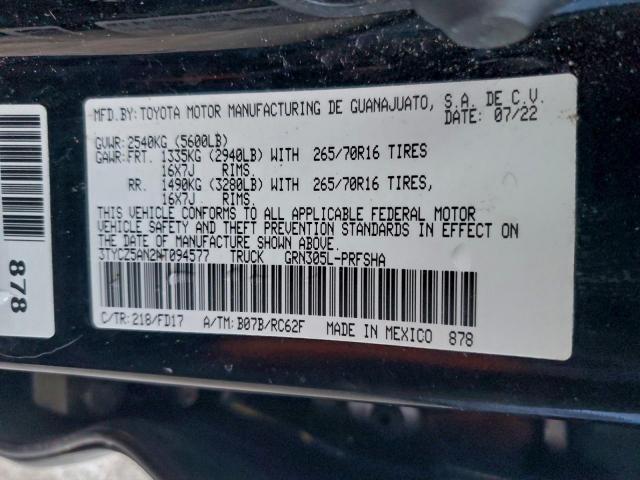 MFD.BY: TOYOTA MOTOR MANUFACTURING DE GUANAJUATO, S.A. DE C.V.
DATE: 07/22
GVWR: 2540KG (5600LB)
GAWR: FRT. 1335KG (2940LB) WITH 265/70R16 TIRES
16X7J RIMS.
RR. 1490KG (3280LB) WITH 265/70R16 TIRES,
16X7J RIMS.
THIS VEHICLE CONFORMS TO ALL APPLICABLE FEDERAL MOTOR
VEHICLE SAFETY AND THEFT PREVENTION STANDARDS IN EFFECT ON
THE DATE OF MANUFACTURE SHOWN ABOVE.
3TYCZ5AN2NT094577 TRUCK GRN305L-PRFSHA
C/TR: 218/FD17 A/TM: B07B/RC62F MADE IN MEXICO 878
878